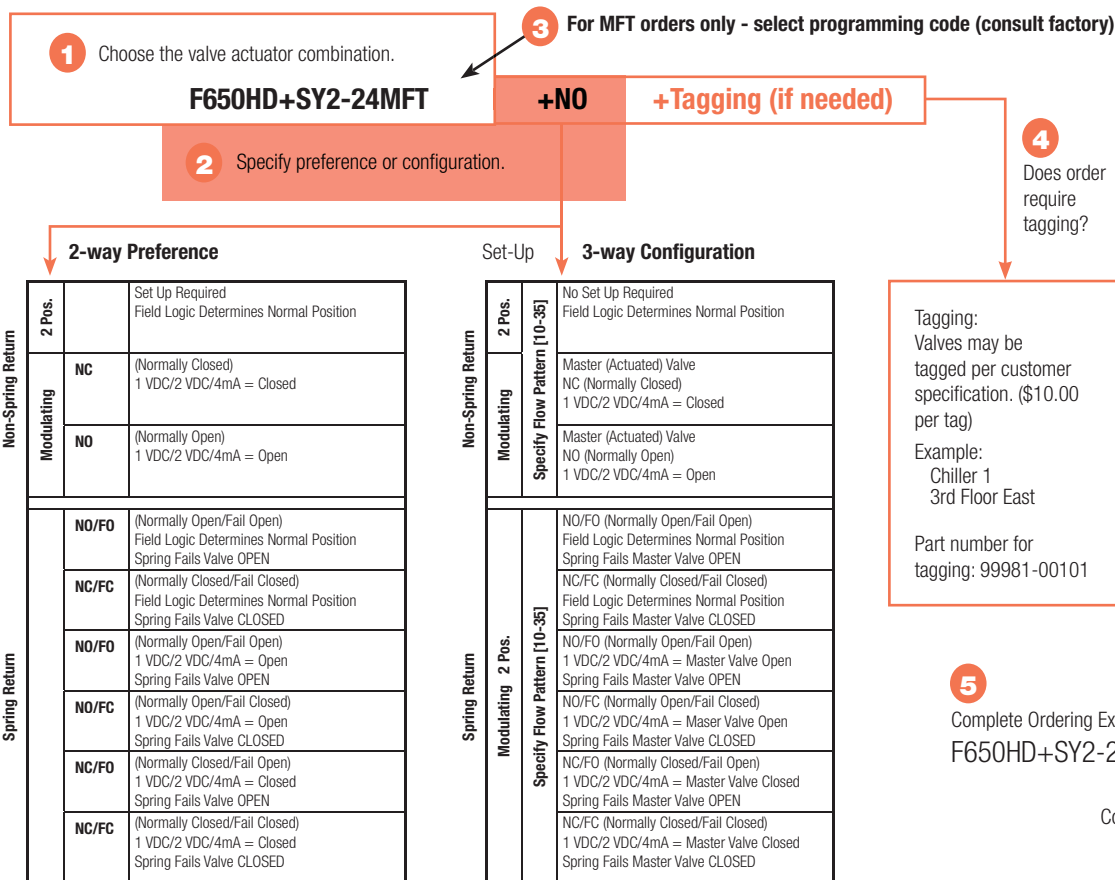 3 For MFT orders only - select programming code (consult factory)
1 Choose the valve actuator combination.
F650HD+SY2-24MFT +NO +Tagging (if needed)
2 Specify preference or configuration.
4
Does order
require
tagging?
2-way Preference
Non-Spring Return
2 Pos.
Set Up Required
Field Logic Determines Normal Position
Modulating
NC
(Normally Closed)
1 VDC/2 VDC/4mA = Closed
NO
(Normally Open)
1 VDC/2 VDC/4mA = Open
Spring Return
NO/FO
(Normally Open/Fail Open)
Field Logic Determines Normal Position
Spring Fails Valve OPEN
NC/FC
(Normally Closed/Fail Closed)
Field Logic Determines Normal Position
Spring Fails Valve CLOSED
NO/FO
(Normally Open/Fail Open)
1 VDC/2 VDC/4mA = Open
Spring Fails Valve OPEN
NO/FC
(Normally Open/Fail Closed)
1 VDC/2 VDC/4mA = Open
Spring Fails Valve CLOSED
NC/FO
(Normally Closed/Fail Open)
1 VDC/2 VDC/4mA = Closed
Spring Fails Valve OPEN
NC/FC
(Normally Closed/Fail Closed)
1 VDC/2 VDC/4mA = Closed
Spring Fails Valve CLOSED
Set-Up 3-way Configuration
Non-Spring Return
2 Pos.
Modulating
Specify Flow Pattern [10-35]
No Set Up Required
Field Logic Determines Normal Position
Master (Actuated) Valve
NC (Normally Closed)
1 VDC/2 VDC/4mA = Closed
Master (Actuated) Valve
NO (Normally Open)
1 VDC/2 VDC/4mA = Open
Spring Return
Modulating 2 Pos.
Specify Flow Pattern [10-35]
NO/FO (Normally Open/Fail Open)
Field Logic Determines Normal Position
Spring Fails Master Valve OPEN
NC/FC (Normally Closed/Fail Closed)
Field Logic Determines Normal Position
Spring Fails Master Valve CLOSED
NO/FO (Normally Open/Fail Open)
1 VDC/2 VDC/4mA = Master Valve Open
Spring Fails Master Valve OPEN
NO/FC (Normally Open/Fail Closed)
1 VDC/2 VDC/4mA = Maser Valve Open
Spring Fails Master Valve CLOSED
NC/FO (Normally Closed/Fail Open)
1 VDC/2 VDC/4mA = Master Valve Closed
Spring Fails Master Valve OPEN
NC/FC (Normally Closed/Fail Closed)
1 VDC/2 VDC/4mA = Master Valve Closed
Spring Fails Master Valve CLOSED
Tagging:
Valves may be
tagged per customer
specification. ($10.00
per tag)
Example:
Chiller 1
3rd Floor East
Part number for
tagging: 99981-00101
5
Complete Ordering Ex
F650HD+SY2-2
Co